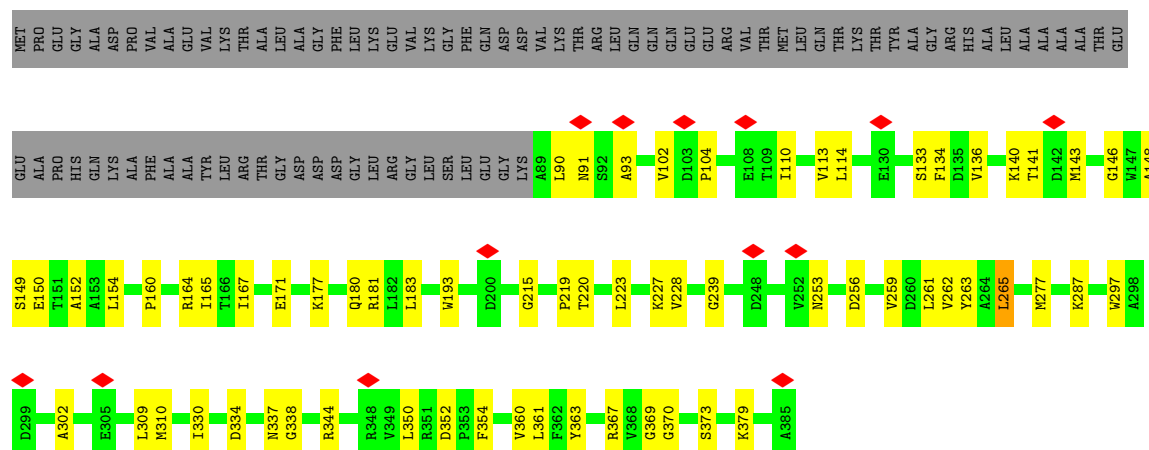 MET PRO GLU GLY ALA ASP PRO VAL ALA GLU VAL LYS THR ALA LEU ALA GLY PHE LEU LYS GLU VAL LYS GLY PHE GLN ASP ASP VAL LYS THR ARG LEU GLN GLN GLN GLU GLU ARG VAL THR MET LEU GLN THR LYS THR TYR ALA GLY ARG HIS ALA LEU ALA ALA ALA ALA THR GLU
GLU ALA PRO HIS GLN LYS ALA PHE ALA ALA TYR LEU ARG THR GLY ASP ASP ASP GLY LEU ARG GLY LEU SER LEU GLU GLY LYS A89 L90 N91 S92 A93 V102 D103 P104 E108 T109 I110 V113 L114 E130 S133 F134 D135 V136 K140 T141 D142 M143 G146 W147 A148
S149 E150 T151 A152 A153 L154 P160 R164 I165 T166 I167 E171 K177 Q180 R181 L182 L183 W193 D200 G215 P219 T220 L223 K227 V228 G239 D248 V252 N253 D256 V259 D260 L261 V262 Y263 A264 L265 M277 K287 W297 A298
D299 A302 E305 L309 M310 I330 D334 N337 G338 R344 R348 V349 L350 R351 D352 P353 F354 V360 L361 F362 Y363 R367 V368 G369 G370 S373 K379 A385